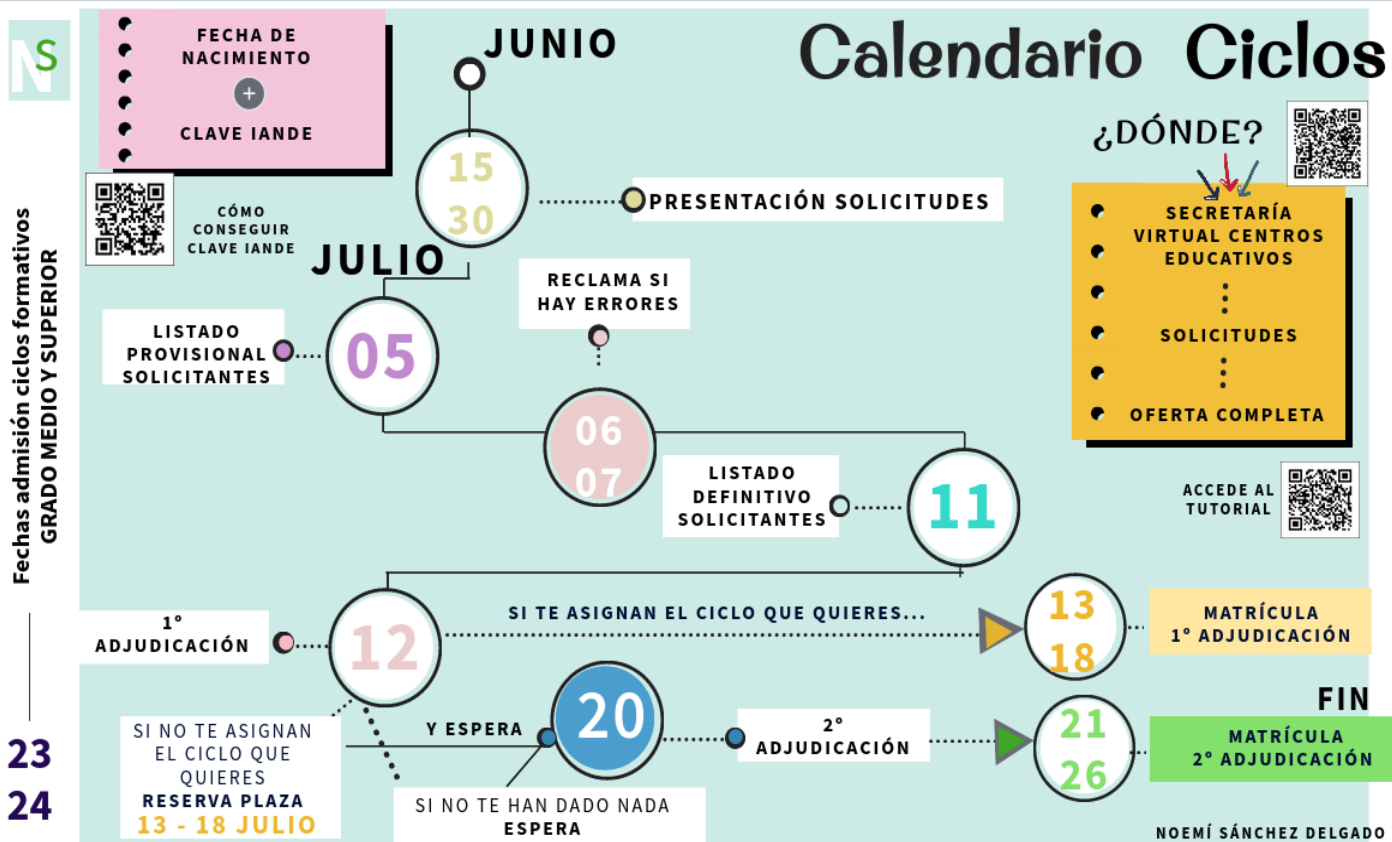 NS
FECHA DE
NACIMIENTO
+
CLAVE IANDE
CÓMO
CONSEGUIR
CLAVE IANDE
Calendario Ciclos
¿DÓNDE?
SECRETARÍA
VIRTUAL CENTROS
EDUCATIVOS
SOLICITUDES
OFERTA COMPLETA
ACCEDE AL
TUTORIAL
JUNIO
15
30
PRESENTACIÓN SOLICITUDES
JULIO
LISTADO
PROVISIONAL
SOLICITANTES
05
RECLAMA SI
HAY ERRORES
06
07
LISTADO
DEFINITIVO
SOLICITANTES
11
1º
ADJUDICACIÓN
12
SI TE ASIGNAN EL CICLO QUE QUIERES...
13
18
MATRÍCULA
1º ADJUDICACIÓN
SI NO TE ASIGNAN
EL CICLO QUE
QUIERES
RESERVA PLAZA
13 - 18 JULIO
Y ESPERA
20
SI NO TE HAN DADO NADA
ESPERA
2º
ADJUDICACIÓN
21
26
FIN
MATRÍCULA
2º ADJUDICACIÓN
Fechas admisión ciclos formativos
GRADO MEDIO Y SUPERIOR
23
24
NOEMÍ SÁNCHEZ DELGADO